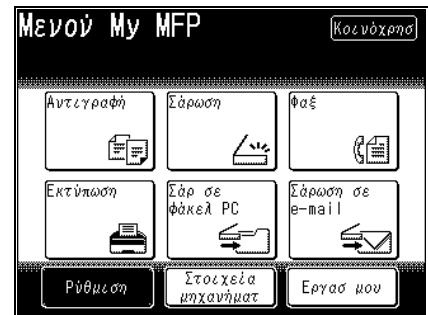 Μενού My MFP
Κοινόχρησ
Αντιγραφή
Σάρωση
Φαξ
Εκτύπωση
Σάρ σε
φάκελ PC
Σάρωση σε
e-mail
Ρύθμιση
Στοιχεία
μηχανήματ
Εργασ μου